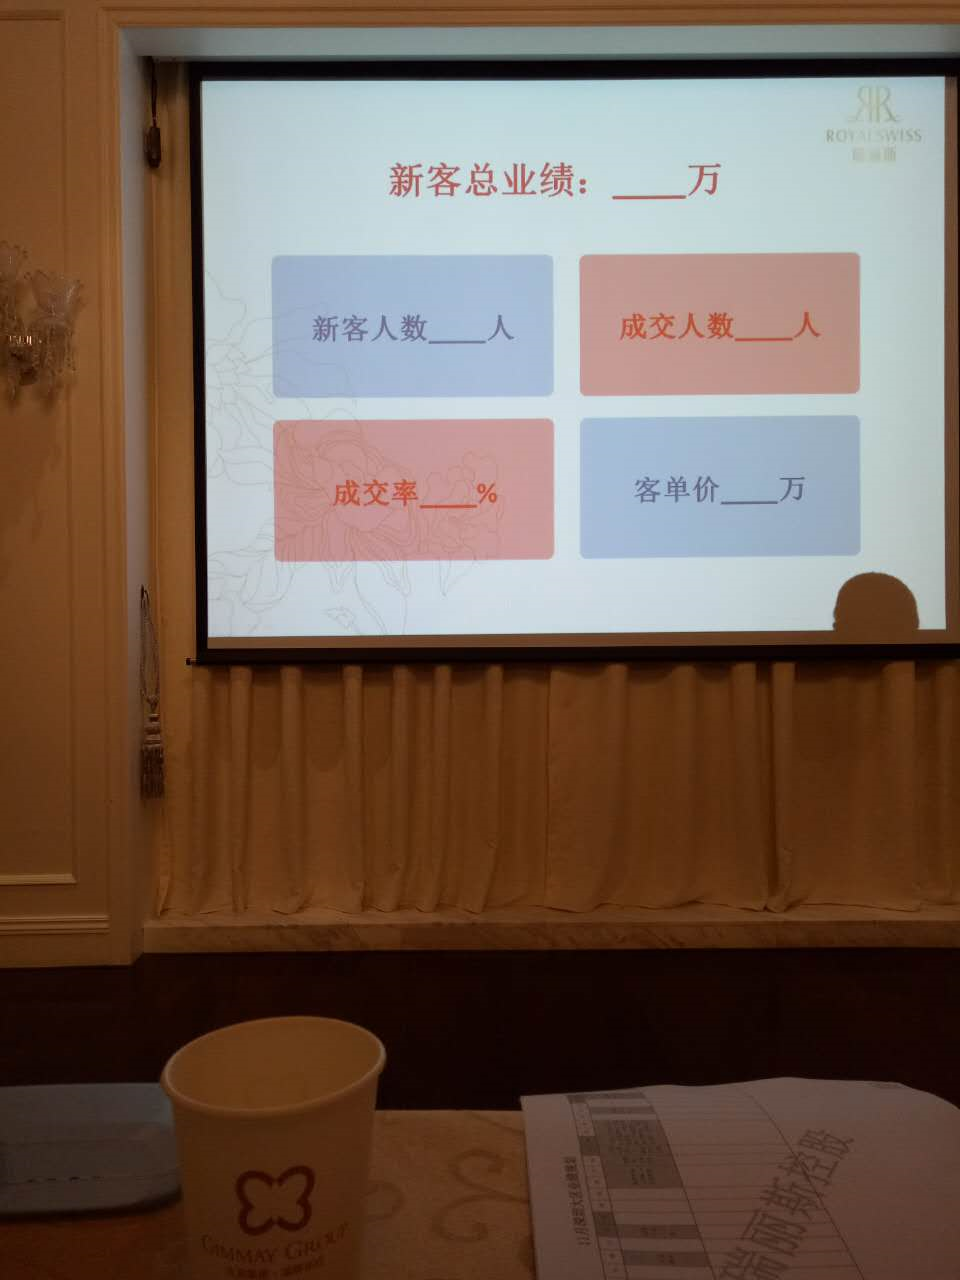 RR
ROYALSWISS
新客总业绩：____万
新客人数____人
成交人数____人
成交率____%
客单价____万
CIMMAY GROUP
瑞丽斯控股